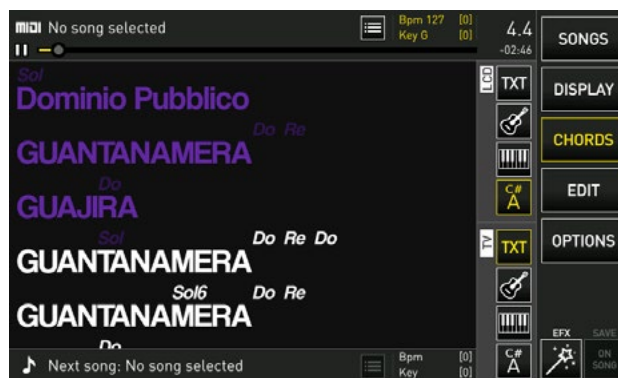 MIDI No song selected
Bpm 127 [0]
Key G [0]
4.4
-02:46
SONGS
Sol
Dominio Pubblico
Do Re
GUANTANAMERA
Do
GUAJIRA
Sol Do Re Do
GUANTANAMERA
Sol6 Do Re
GUANTANAMERA
Do
LCD
TXT
C#
A
TV
TXT
C#
A
DISPLAY
CHORDS
EDIT
OPTIONS
EFX SAVE
ON
SONG
Next song: No song selected
Bpm [0]
Key [0]